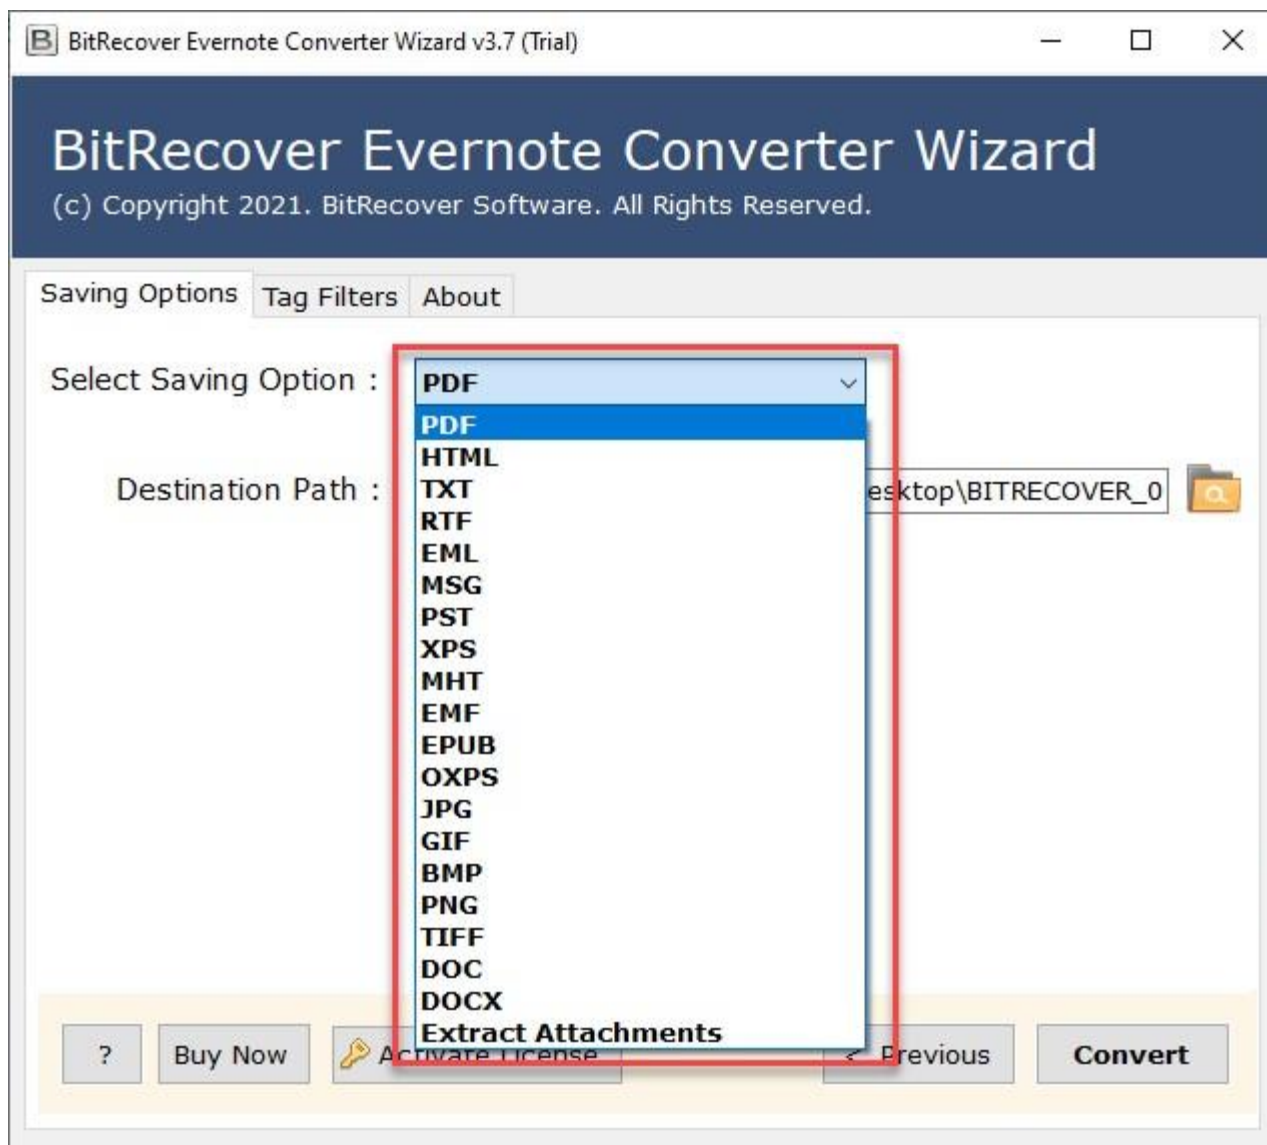 BitRecover Evernote Converter Wizard v3.7 (Trial)
BitRecover Evernote Converter Wizard
(c) Copyright 2021. BitRecover Software. All Rights Reserved.
Saving Options Tag Filters About
Select Saving Option : PDF
PDF
HTML
Destination Path : TXT esktop\BITRECOVER_0
RTF
EML
MSG
PST
XPS
MHT
EMF
EPUB
OXPS
JPG
GIF
BMP
PNG
TIFF
DOC
DOCX
Extract Attachments
? Buy Now Activate License < Previous Convert